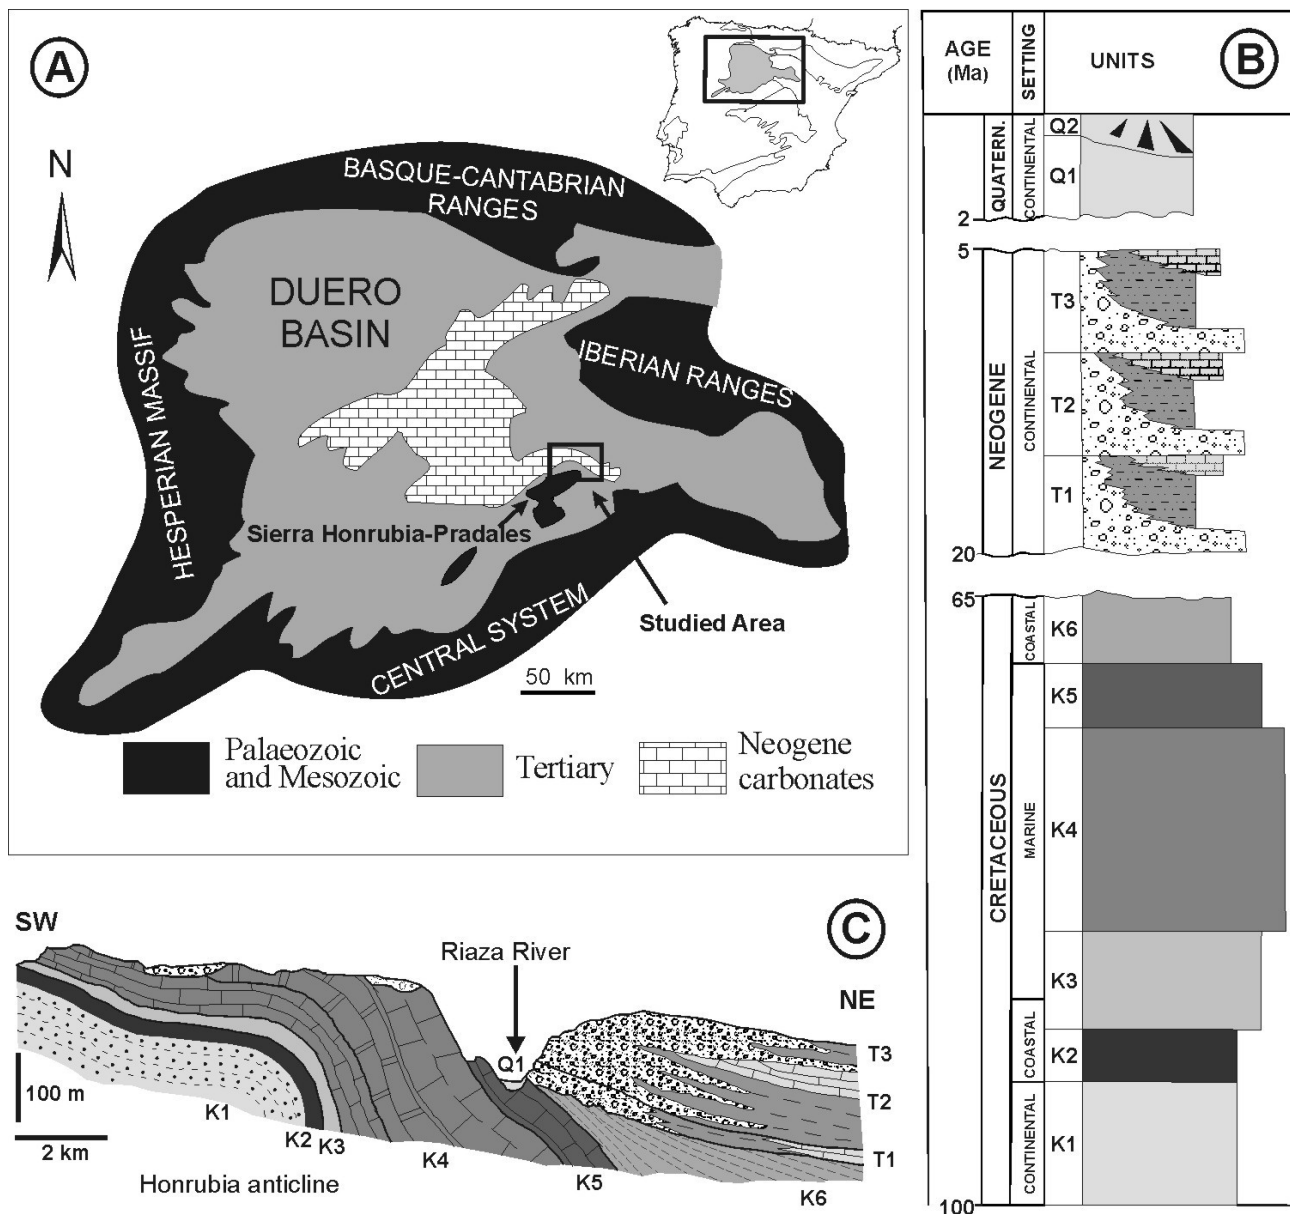 A
N
BASQUE-CANTABRIAN
RANGES
DUERO
BASIN
IBERIAN RANGES
HESPERIAN MASSIF
Sierra Honrubia-Pradales
Studied Area
CENTRAL SYSTEM
50 km
Palaeozoic
and Mesozoic
Tertiary
Neogene
carbonates
B
AGE
(Ma)
SETTING
UNITS
QUATERN.
CONTINENTAL
Q2
Q1
2
5
NEOGENE
CONTINENTAL
T3
T2
T1
20
65
CRETACEOUS
COASTAL
K6
MARINE
K5
K4
K3
COASTAL
K2
CONTINENTAL
K1
100
C
SW
Riaza River
NE
Q1
T3
T2
T1
100 m
2 km
K1
K2
K3
K4
K5
K6
Honrubia anticline